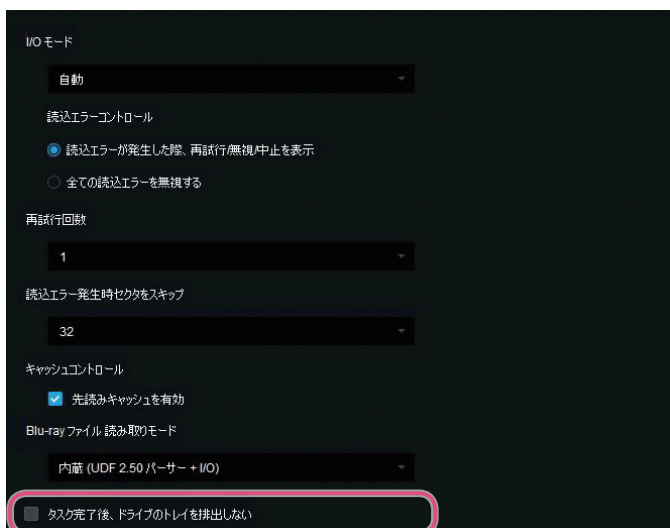 I/O モード
自動
読込エラーコントロール
読込エラーが発生した際、再試行/無視/中止を表示
全ての読込エラーを無視する
再試行回数
1
読込エラー発生時セクタをスキップ
32
キャッシュコントロール
先読みキャッシュを有効
Blu-ray ファイル 読み取りモード
内蔵 (UDF 2.50 パーサー + I/O)
タスク完了後、ドライブのトレイを排出しない